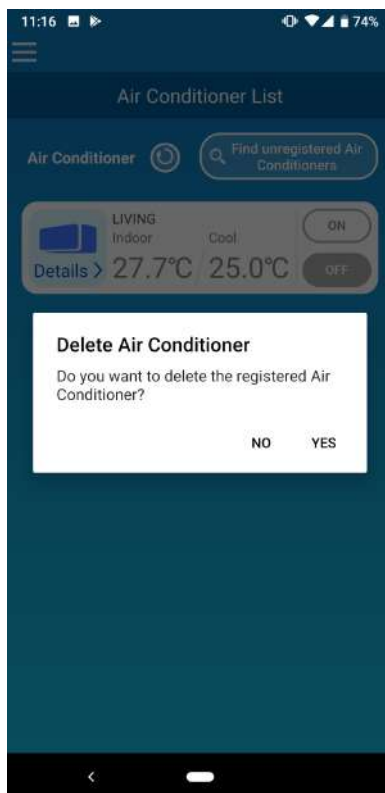 11:16 74%
Air Conditioner List
Air Conditioner
Find unregistered Air
Conditioners
LIVING
Indoor Cool ON
Details > 27.7℃ 25.0℃ OFF
Delete Air Conditioner
Do you want to delete the registered Air
Conditioner?
NO YES